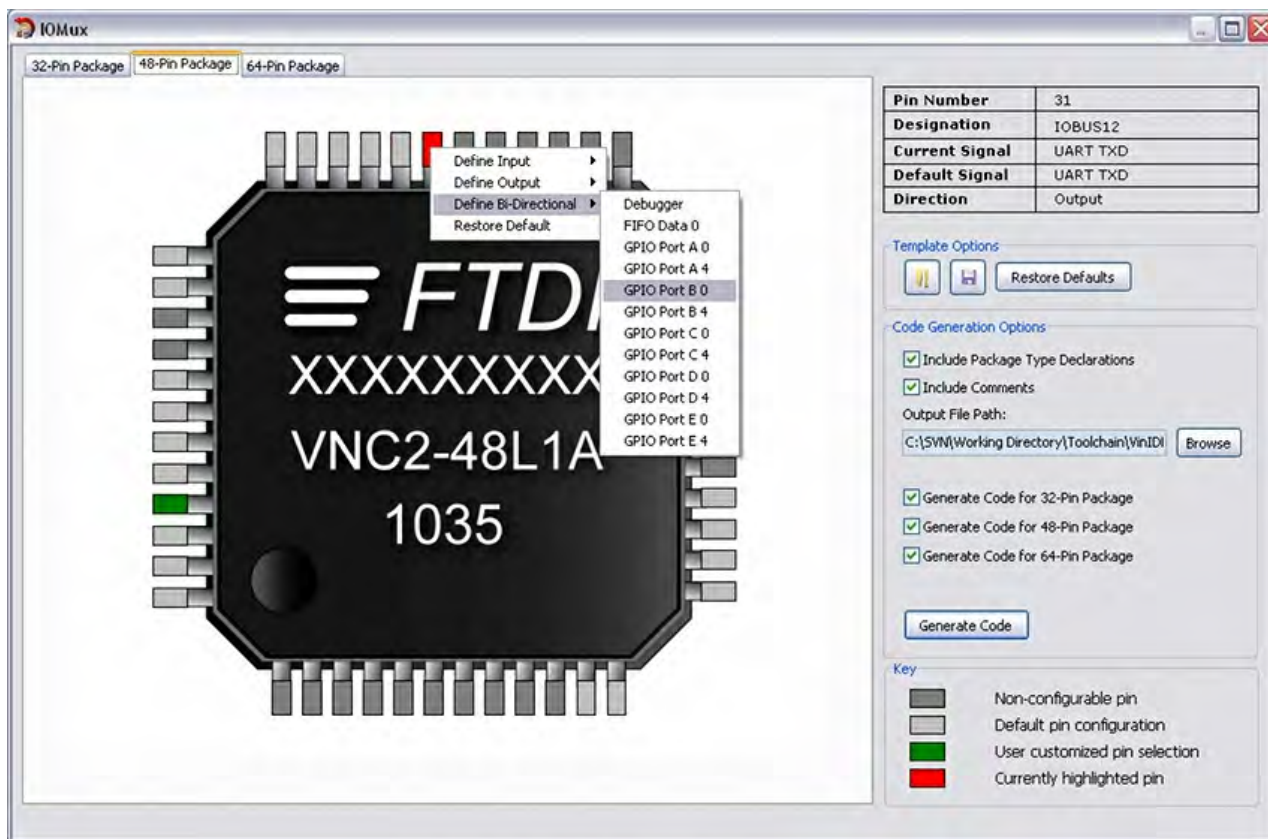 IOMux
32-Pin Package 48-Pin Package 64-Pin Package
Pin Number 31
Designation IOBUS12
Current Signal UART TXD
Default Signal UART TXD
Direction Output
Define Input
Define Output
Define Bi-Directional
Restore Default
Debugger
FIFO Data 0
GPIO Port A 0
GPIO Port A 4
GPIO Port B 0
GPIO Port B 4
GPIO Port C 0
GPIO Port C 4
GPIO Port D 0
GPIO Port D 4
GPIO Port E 0
GPIO Port E 4
FTDI
XXXXXXXXX
VNC2-48L1A
1035
Template Options
Restore Defaults
Code Generation Options
Include Package Type Declarations
Include Comments
Output File Path:
C:\SVN\Working Directory\Toolchain\VinIDI
Browse
Generate Code for 32-Pin Package
Generate Code for 48-Pin Package
Generate Code for 64-Pin Package
Generate Code
Key
Non-configurable pin
Default pin configuration
User customized pin selection
Currently highlighted pin